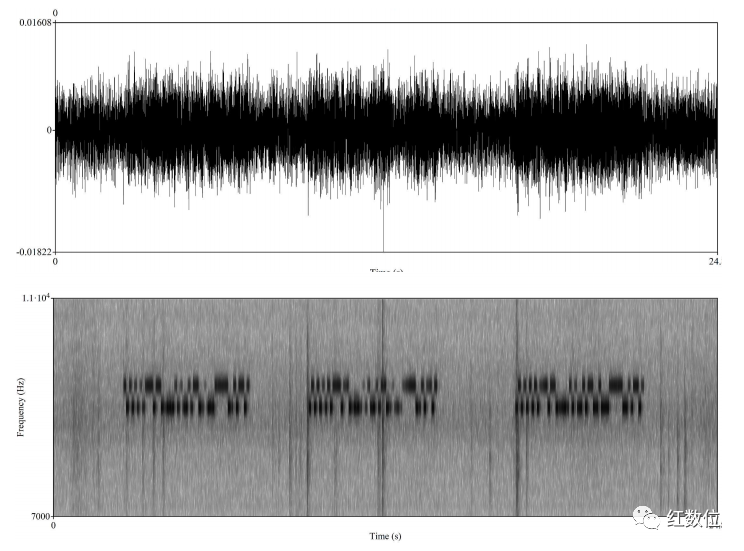 0
0.01608
0
-0.01822
0
24.
Time (s)
1.1·10⁴
Frequency (Hz)
7000
0
Time (s)
红数位